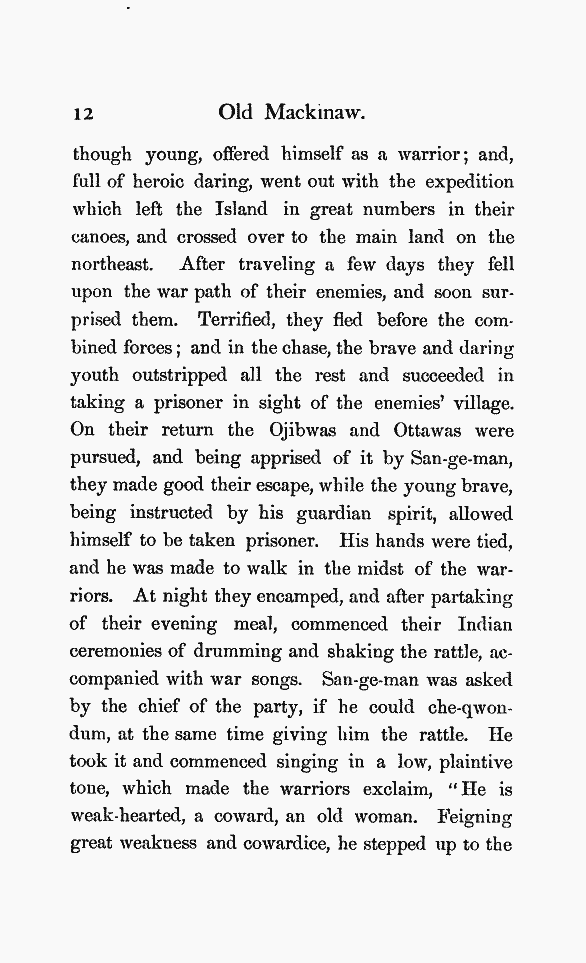 12 Old Mackinaw.
though young, offered himself as a warrior; and,
full of heroic daring, went out with the expedition
which left the Island in great numbers in their
canoes, and crossed over to the main land on the
northeast. After traveling a few days they fell
upon the war path of their enemies, and soon sur-
prised them. Terrified, they fled before the com-
bined forces; and in the chase, the brave and daring
youth outstripped all the rest and succeeded in
taking a prisoner in sight of the enemies' village.
On their return the Ojibwas and Ottawas were
pursued, and being apprised of it by San-ge-man,
they made good their escape, while the young brave,
being instructed by his guardian spirit, allowed
himself to be taken prisoner. His hands were tied,
and he was made to walk in the midst of the war-
riors. At night they encamped, and after partaking
of their evening meal, commenced their Indian
ceremonies of drumming and shaking the rattle, ac-
companied with war songs. San-ge-man was asked
by the chief of the party, if he could che-qwon-
dum, at the same time giving him the rattle. He
took it and commenced singing in a low, plaintive
tone, which made the warriors exclaim, "He is
weak-hearted, a coward, an old woman. Feigning
great weakness and cowardice, he stepped up to the